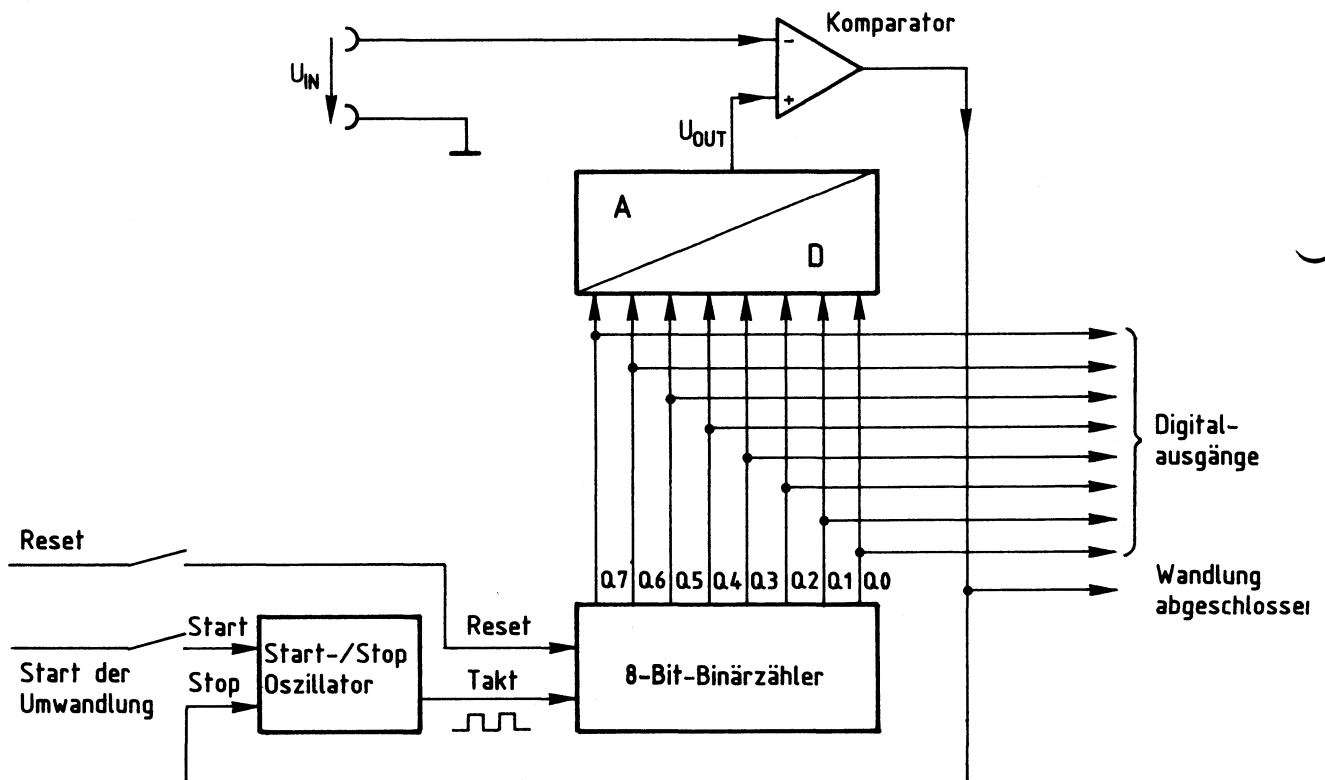 Komparator
-
U_IN
+
U_OUT
A
D
Digital-
ausgänge
Reset
Q7 Q6 Q5 Q4 Q3 Q2 Q1 Q0
Wandlung
abgeschlossen
Start
Reset
Start-/Stop
Oszillator
8-Bit-Binärzähler
Start der
Umwandlung
Stop
Takt